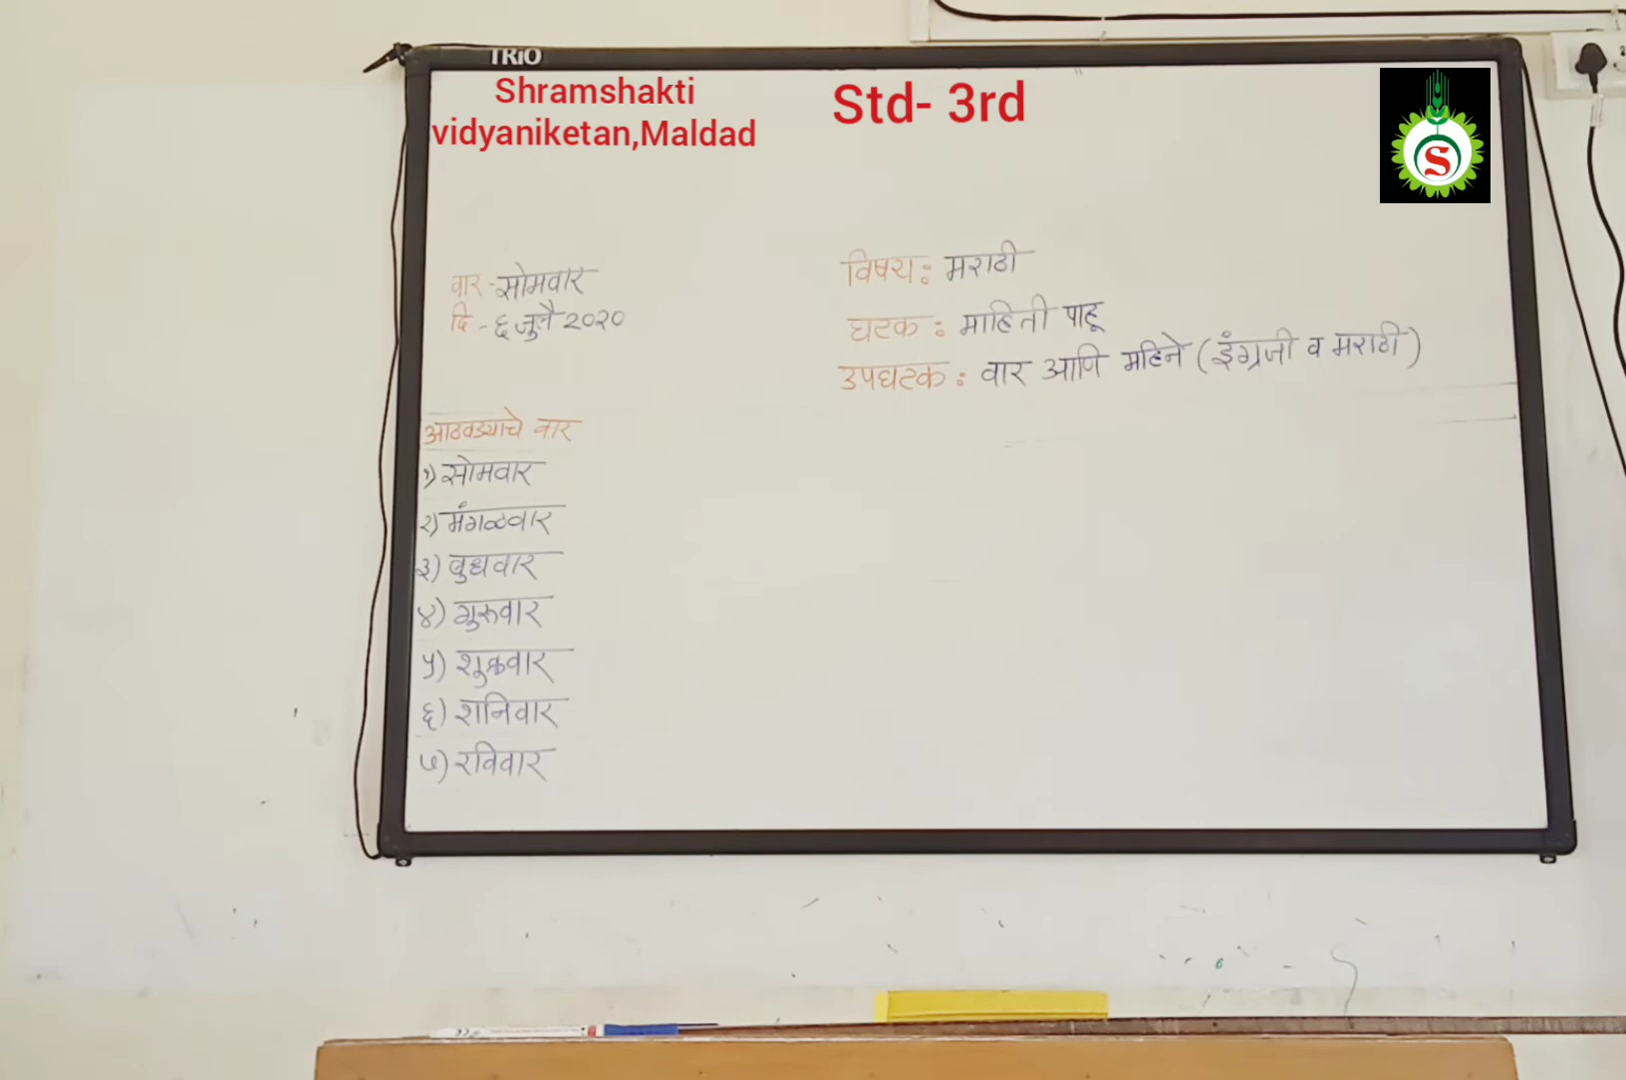 TRiO
Shramshakti
vidyaniketan,Maldad
Std- 3rd
S
वार - सोमवार
दि - ६ जुलै २०२०
विषय : मराठी
घटक : माहिती पाहू
उपघटक : वार आणि महिने (इंग्रजी व मराठी)
आठवड्याचे वार
१) सोमवार
२) मंगळवार
३) बुधवार
४) गुरुवार
५) शुक्रवार
६) शनिवार
७) रविवार